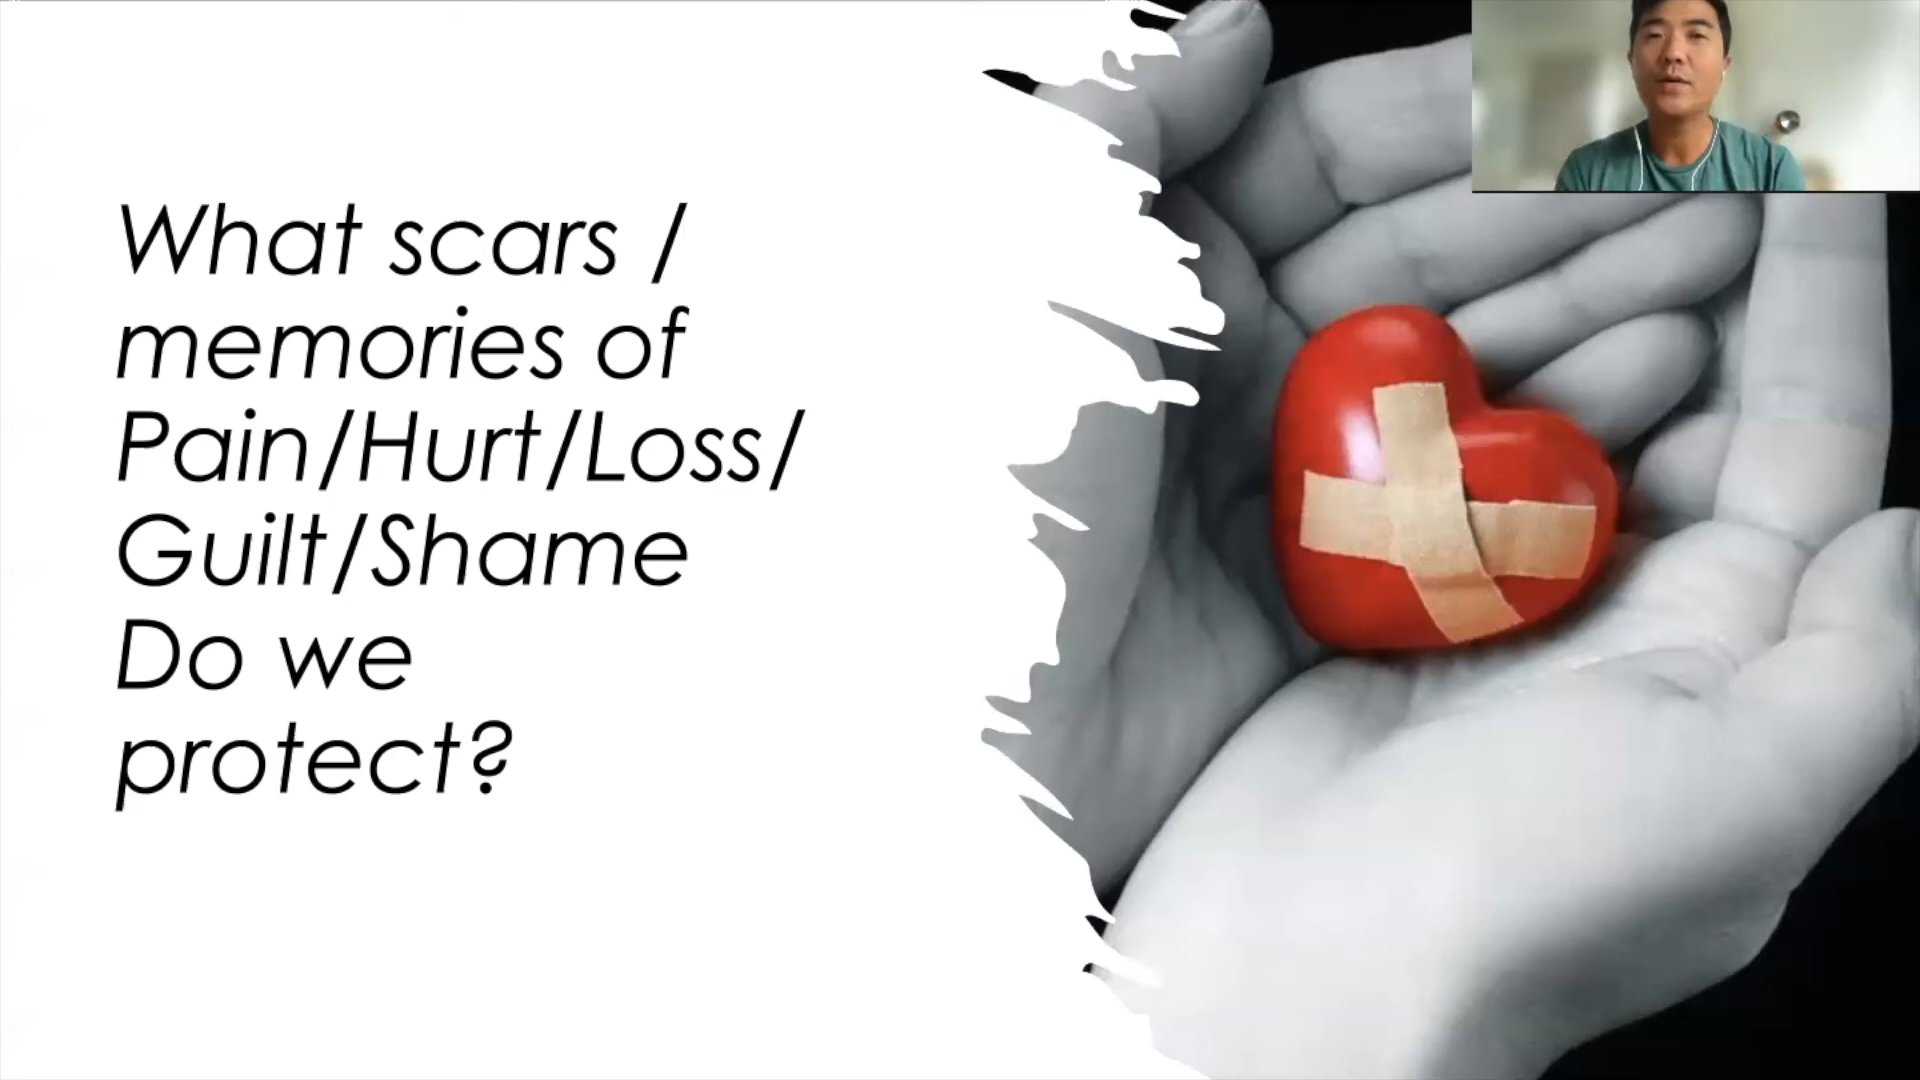 What scars /
memories of
Pain/Hurt/Loss/
Guilt/Shame
Do we
protect?